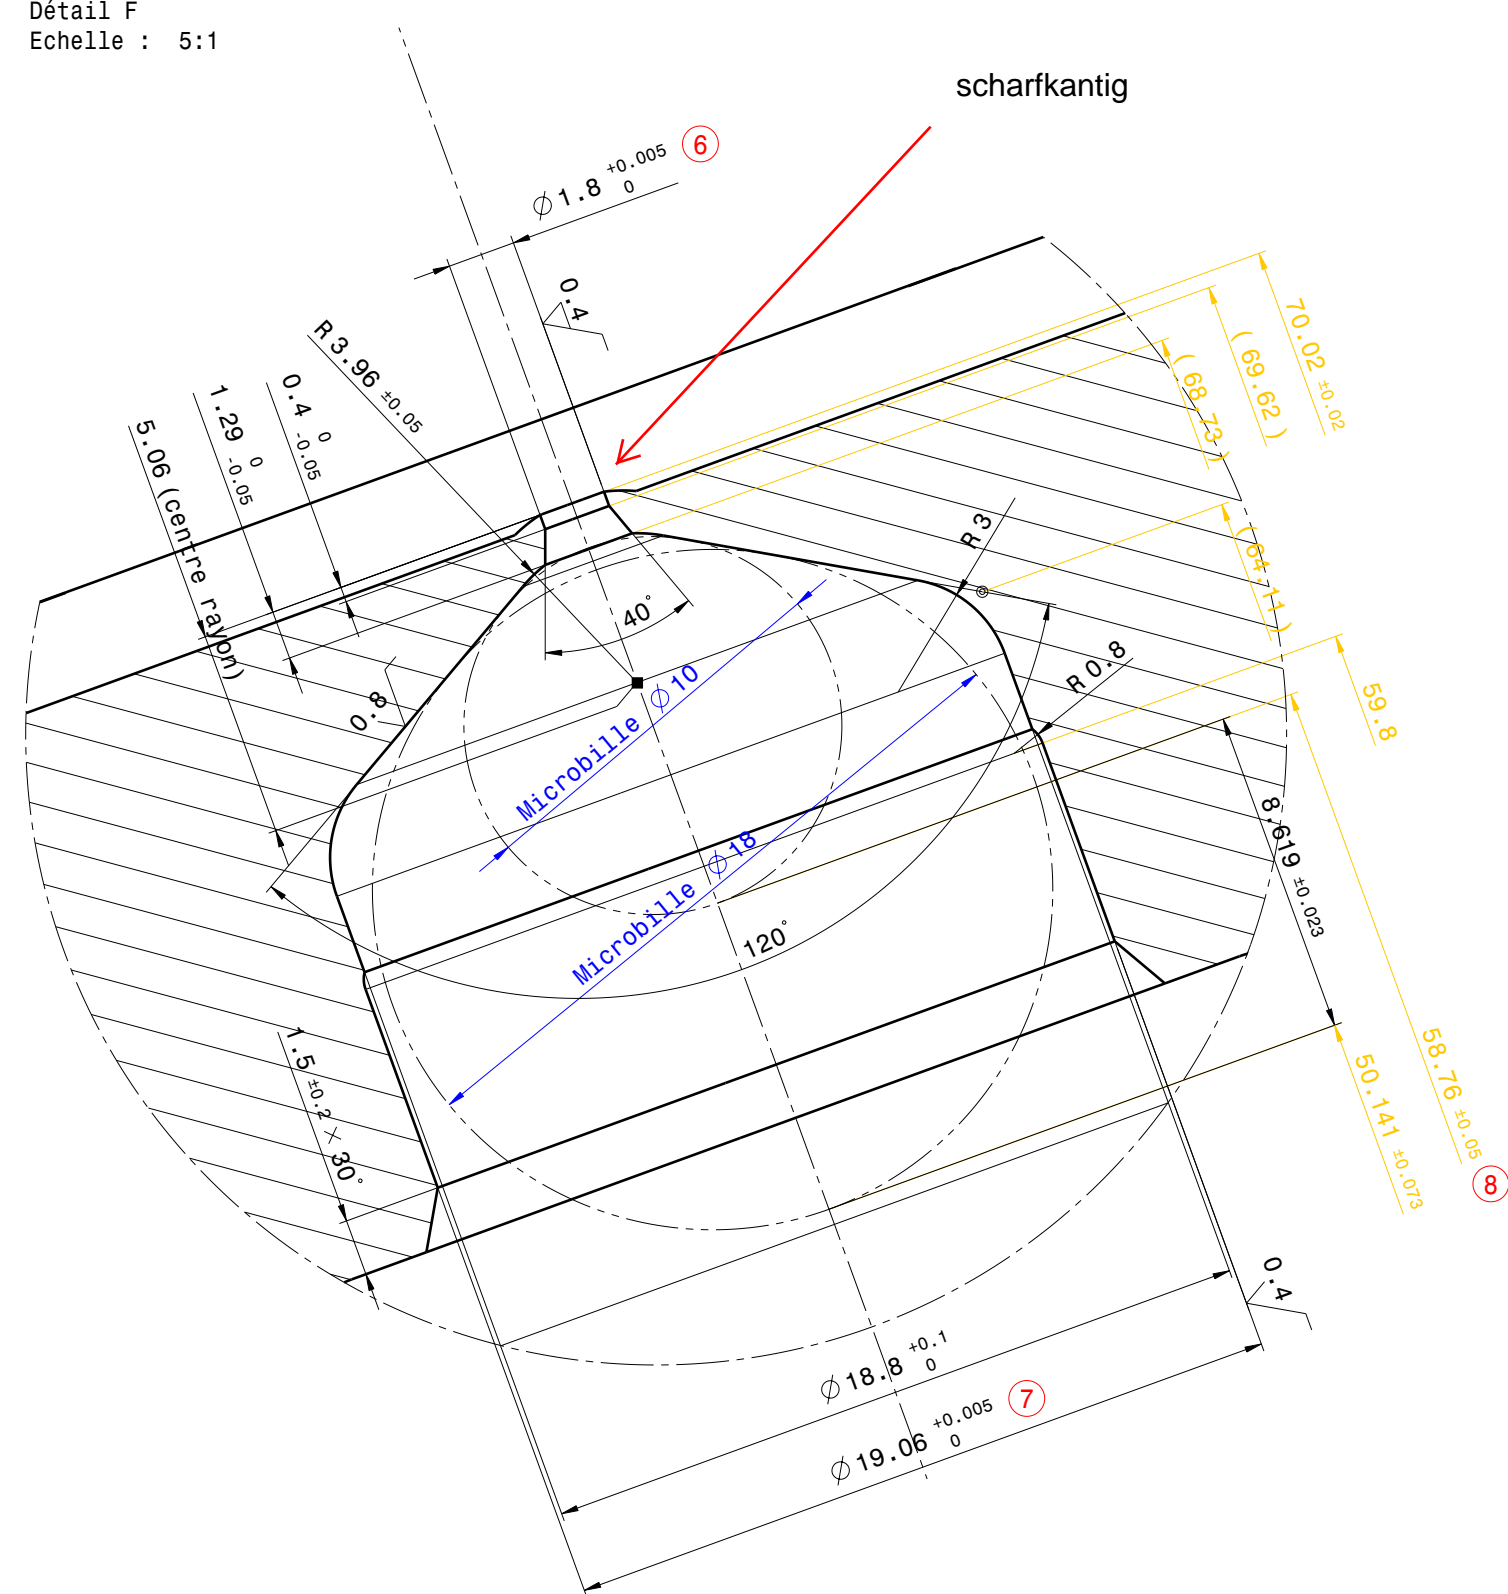 Détail F
Echelle :  5:1
scharfkantig
⌀ 1.8 +0.005 0
6
0.4
R 3.96 ±0.05
0.4 0 -0.05
1.29 0 -0.05
5.06 (centre rayon)
70.02 ±0.02
( 69.62 )
( 68.73 )
R 3
( 64.11 )
40°
R 0.8
59.8
0.8
Microbille ⌀ 10
Microbille ⌀ 18
8.619 ±0.023
120°
1.5 ±0.2 × 30°
58.76 ±0.05
8
50.141 ±0.073
0.4
⌀ 18.8 +0.1 0
⌀ 19.06 +0.005 0
7